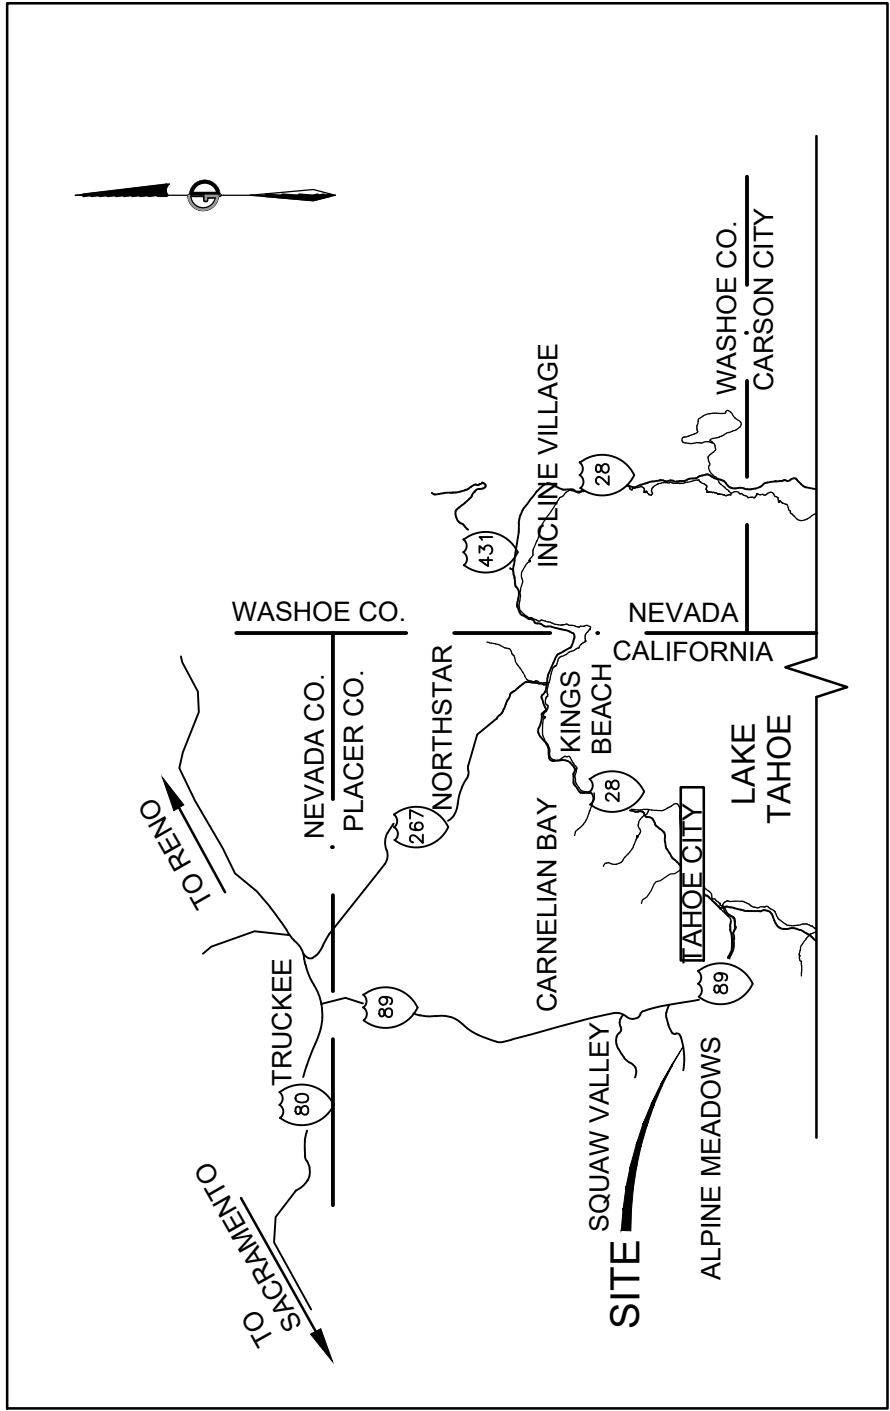 TO RENO
TO
SACRAMENTO
TRUCKEE
80
NEVADA CO.
PLACER CO.
WASHOE CO.
89
267
NORTHSTAR
431
CARNELIAN BAY
INCLINE VILLAGE
KINGS
BEACH
28
28
SQUAW VALLEY
SITE
NEVADA
CALIFORNIA
TAHOE CITY
89
ALPINE MEADOWS
WASHOE CO.
CARSON CITY
LAKE
TAHOE